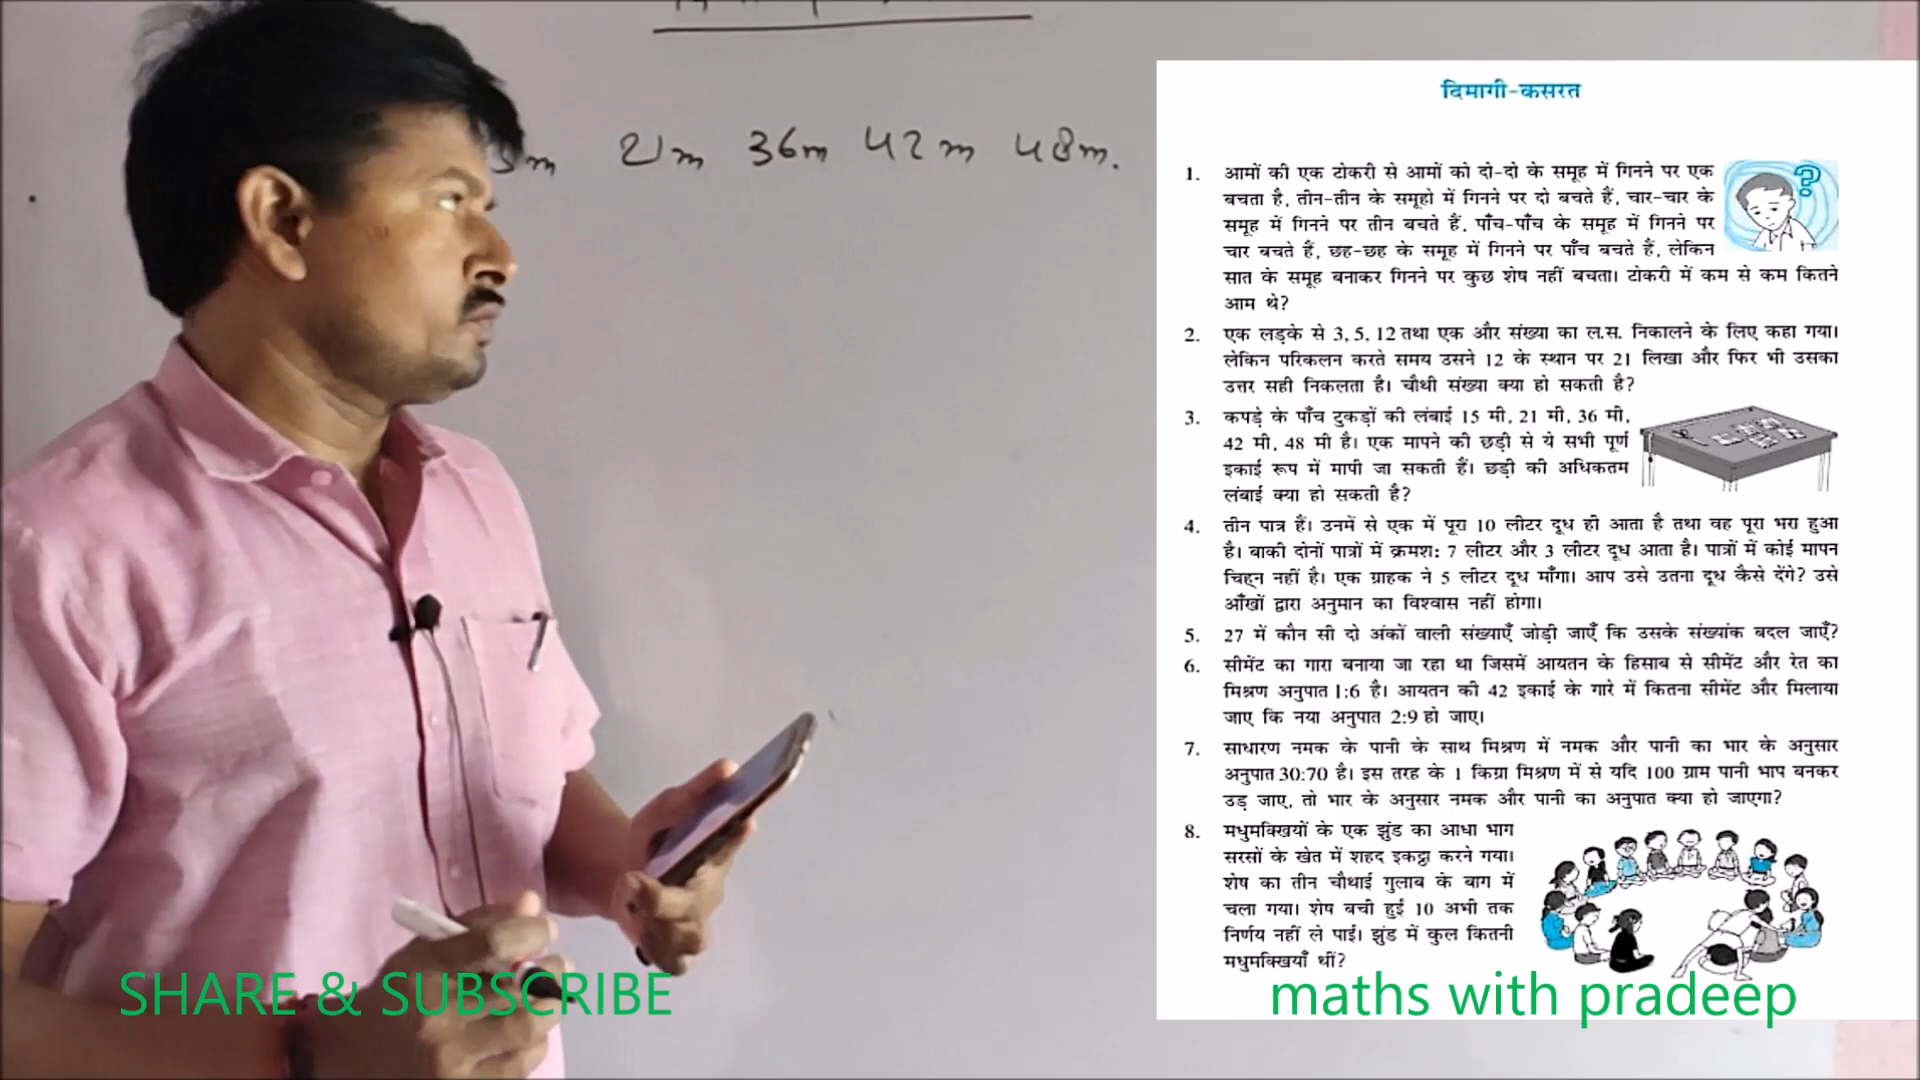 21m 36m 42m 48m.
दिमागी-कसरत
1. आमों की एक टोकरी से आमों को दो-दो के समूह में गिनने पर एक
बचता है, तीन-तीन के समूहो में गिनने पर दो बचते हैं, चार-चार के
समूह में गिनने पर तीन बचते हैं, पाँच-पाँच के समूह में गिनने पर
चार बचते हैं, छह-छह के समूह में गिनने पर पाँच बचते हैं, लेकिन
सात के समूह बनाकर गिनने पर कुछ शेष नहीं बचता। टोकरी में कम से कम कितने
आम थे?
2. एक लड़के से 3, 5, 12 तथा एक और संख्या का ल.स. निकालने के लिए कहा गया।
लेकिन परिकलन करते समय उसने 12 के स्थान पर 21 लिखा और फिर भी उसका
उत्तर सही निकलता है। चौथी संख्या क्या हो सकती है?
3. कपड़े के पाँच टुकड़ों की लंबाई 15 मी, 21 मी, 36 मी,
42 मी, 48 मी है। एक मापने की छड़ी से ये सभी पूर्ण
इकाई रूप में मापी जा सकती हैं। छड़ी की अधिकतम
लंबाई क्या हो सकती है?
4. तीन पात्र हैं। उनमें से एक में पूरा 10 लीटर दूध ही आता है तथा वह पूरा भरा हुआ
है। बाकी दोनों पात्रों में क्रमश: 7 लीटर और 3 लीटर दूध आता है। पात्रों में कोई मापन
चिह्न नहीं है। एक ग्राहक ने 5 लीटर दूध माँगा। आप उसे उतना दूध कैसे देंगे? उसे
आँखों द्वारा अनुमान का विश्वास नहीं होगा।
5. 27 में कौन सी दो अंकों वाली संख्याएँ जोड़ी जाएँ कि उसके संख्यांक बदल जाएँ?
6. सीमेंट का गारा बनाया जा रहा था जिसमें आयतन के हिसाब से सीमेंट और रेत का
मिश्रण अनुपात 1:6 है। आयतन की 42 इकाई के गारे में कितना सीमेंट और मिलाया
जाए कि नया अनुपात 2:9 हो जाए।
7. साधारण नमक के पानी के साथ मिश्रण में नमक और पानी का भार के अनुसार
अनुपात 30:70 है। इस तरह के 1 किग्रा मिश्रण में से यदि 100 ग्राम पानी भाप बनकर
उड़ जाए, तो भार के अनुसार नमक और पानी का अनुपात क्या हो जाएगा?
8. मधुमक्खियों के एक झुंड का आधा भाग
सरसों के खेत में शहद इकट्ठा करने गया।
शेष का तीन चौथाई गुलाब के बाग में
चला गया। शेष बची हुई 10 अभी तक
निर्णय नहीं ले पाई। झुंड में कुल कितनी
मधुमक्खियाँ थीं?
SHARE & SUBSCRIBE
maths with pradeep